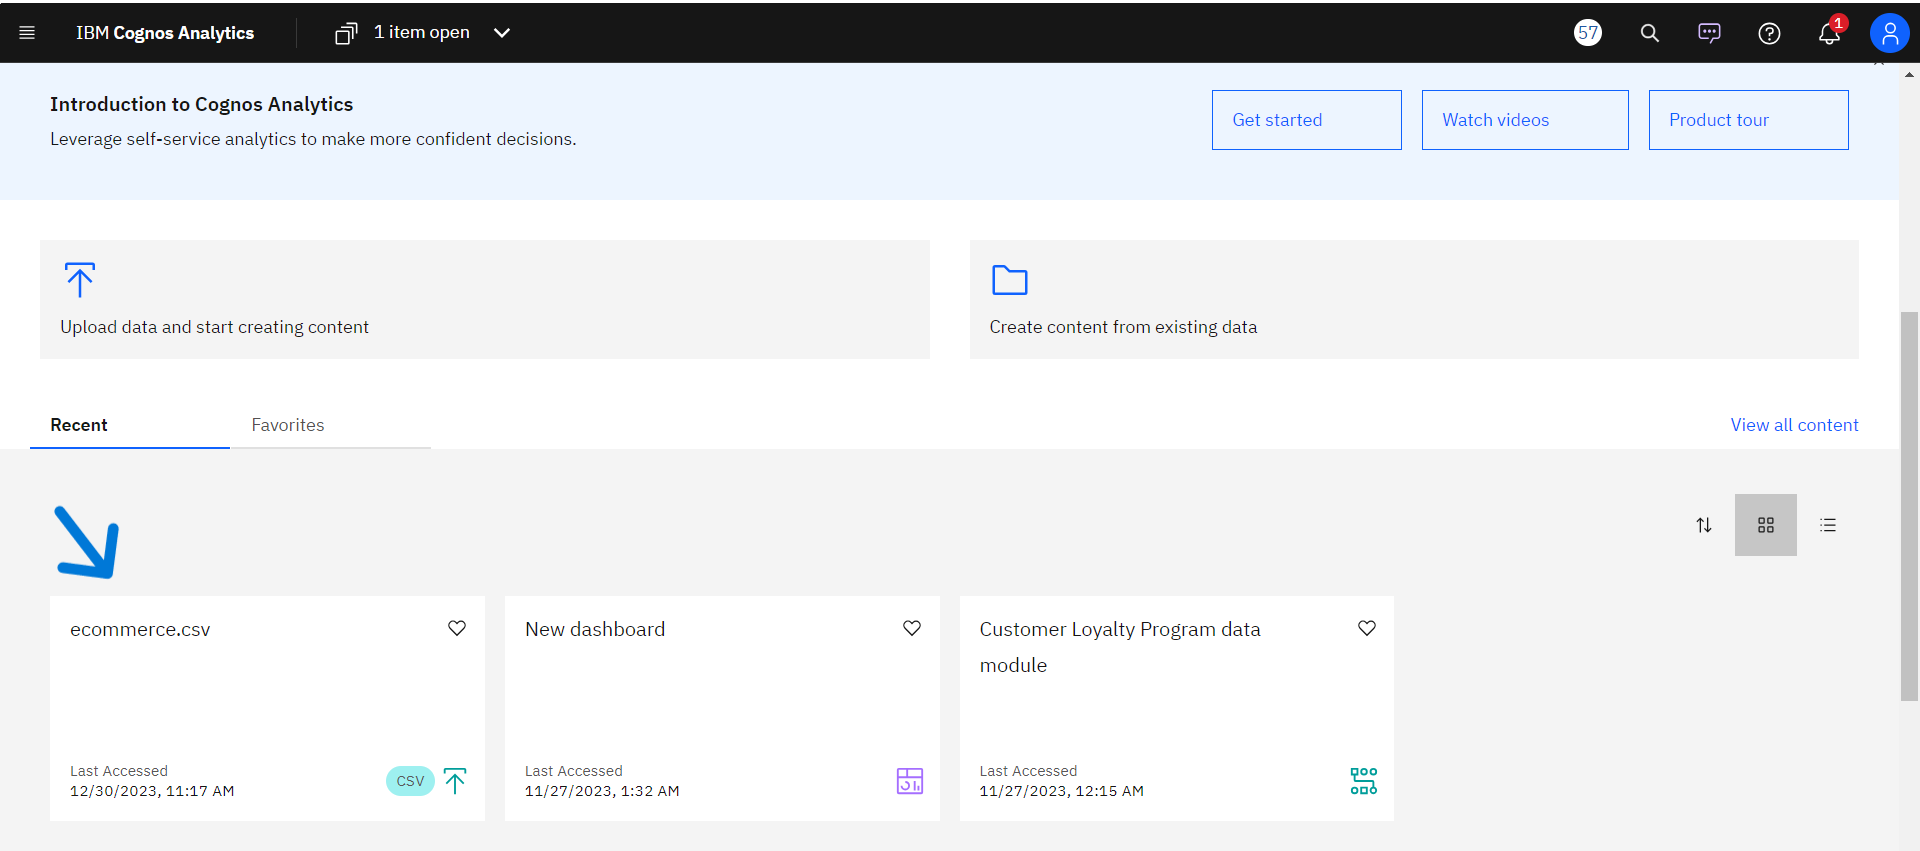 IBM Cognos Analytics
1 item open
57
1
Introduction to Cognos Analytics
Leverage self-service analytics to make more confident decisions.
Get started
Watch videos
Product tour
Upload data and start creating content
Create content from existing data
Recent
Favorites
View all content
ecommerce.csv
Last Accessed
12/30/2023, 11:17 AM
CSV
New dashboard
Last Accessed
11/27/2023, 1:32 AM
Customer Loyalty Program data
module
Last Accessed
11/27/2023, 12:15 AM